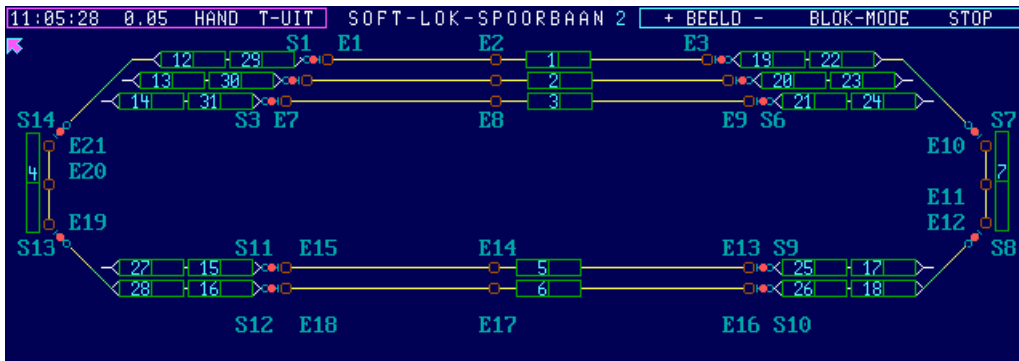 11:05:28 0.05 HAND T-UIT SOFT-LOK-SPOORBAAN 2 + BEELD - BLOK-MODE STOP
S1 E1 E2 E3
12 29 1 19 22
13 30 2 20 23
14 31 3 21 24
S14 S3 E7 E8 E9 S6 S7
E21 E10
4 E20 7
E11
E19 E12
S13 S11 E15 E14 E13 S9 S8
27 15 5 25 17
28 16 6 26 18
S12 E18 E17 E16 S10